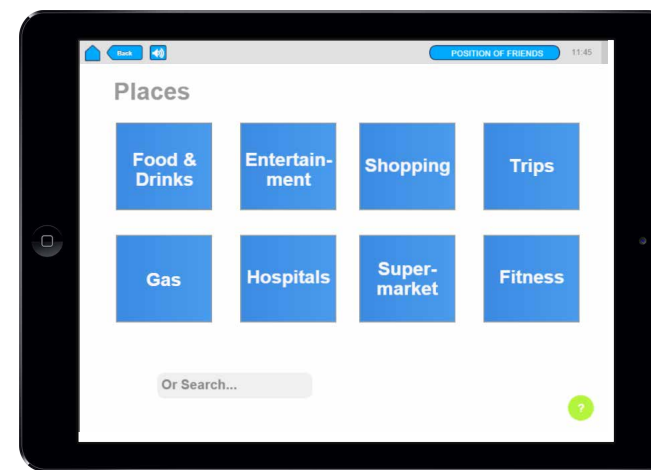 Back
POSITION OF FRIENDS
11:45
Places
Food &
Drinks
Entertain-
ment
Shopping
Trips
Gas
Hospitals
Super-
market
Fitness
Or Search...
?